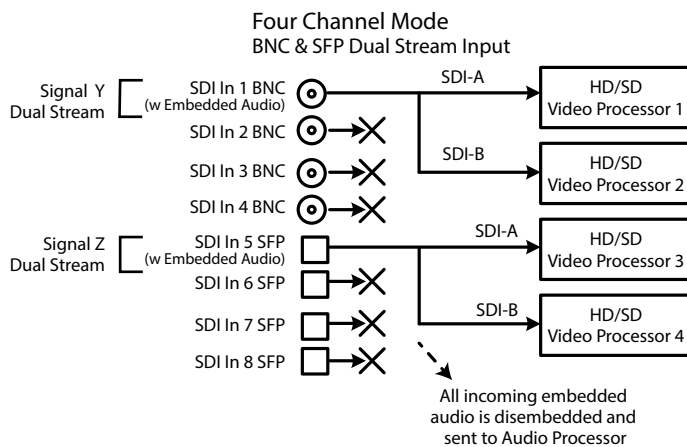 Four Channel Mode
BNC & SFP Dual Stream Input
Signal Y
Dual Stream
SDI In 1 BNC
(w Embedded Audio)
SDI In 2 BNC
SDI In 3 BNC
SDI In 4 BNC
SDI-A
HD/SD
Video Processor 1
SDI-B
HD/SD
Video Processor 2
Signal Z
Dual Stream
SDI In 5 SFP
(w Embedded Audio)
SDI In 6 SFP
SDI In 7 SFP
SDI In 8 SFP
SDI-A
HD/SD
Video Processor 3
SDI-B
HD/SD
Video Processor 4
All incoming embedded
audio is disembedded and
sent to Audio Processor